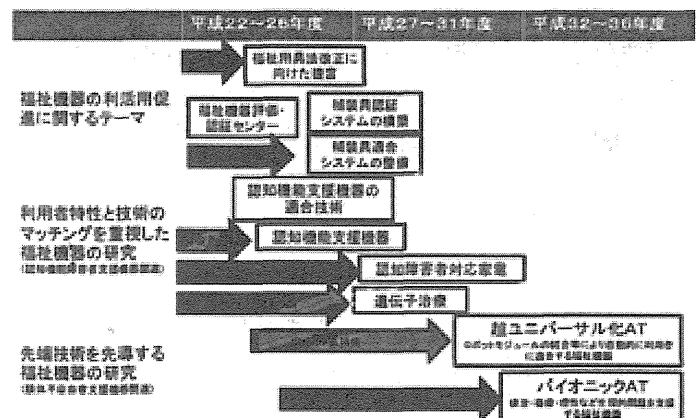 平成22～26年度 平成27～31年度 平成32～36年度
福祉用具法改正に
向けた提言
福祉機器の利活用促
進に関するテーマ
福祉機器評価・
認証センター
補装具認証
システムの構築
補装具適合
システムの整備
認知機能支援機器の
適合技術
利用者特性と技術の
マッチングを重視した
福祉機器の研究
認知機能支援機器
認知障害者対応家電
遺伝子治療
先端技術を先導する
福祉機器の研究
超ユニバーサル化AT
バイオニックAT